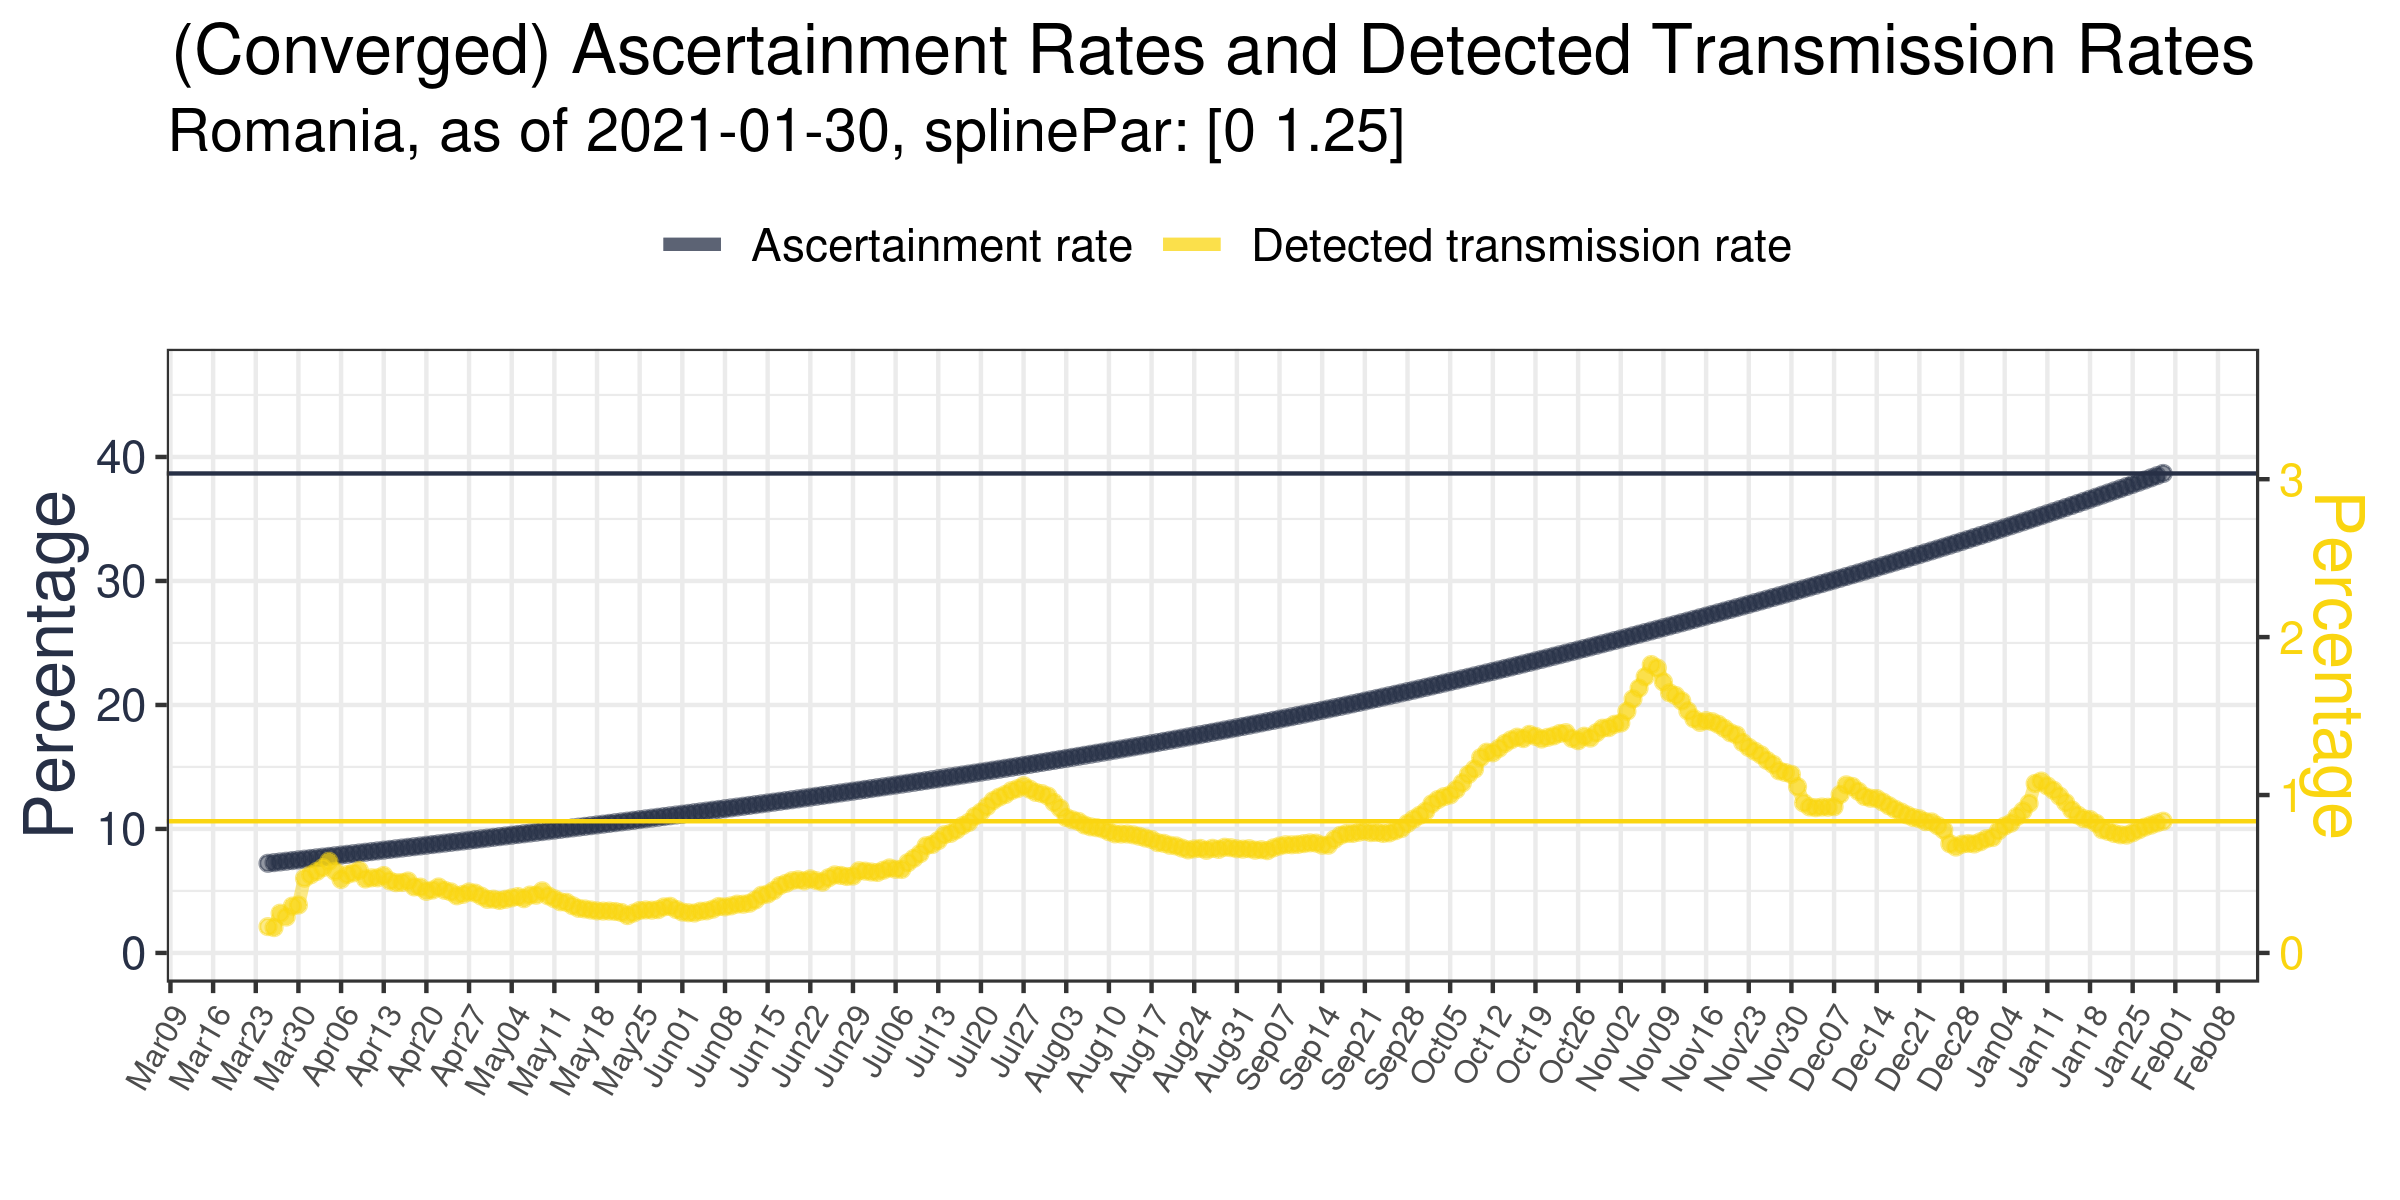 (Converged) Ascertainment Rates and Detected Transmission Rates
Romania, as of 2021-01-30, splinePar: [0 1.25]
Ascertainment rate
Detected transmission rate
Percentage
40
30
20
10
0
3
2
1
0
Percentage
Mar09
Mar16
Mar23
Mar30
Apr06
Apr13
Apr20
Apr27
May04
May11
May18
May25
Jun01
Jun08
Jun15
Jun22
Jun29
Jul06
Jul13
Jul20
Jul27
Aug03
Aug10
Aug17
Aug24
Aug31
Sep07
Sep14
Sep21
Sep28
Oct05
Oct12
Oct19
Oct26
Nov02
Nov09
Nov16
Nov23
Nov30
Dec07
Dec14
Dec21
Dec28
Jan04
Jan11
Jan18
Jan25
Feb01
Feb08